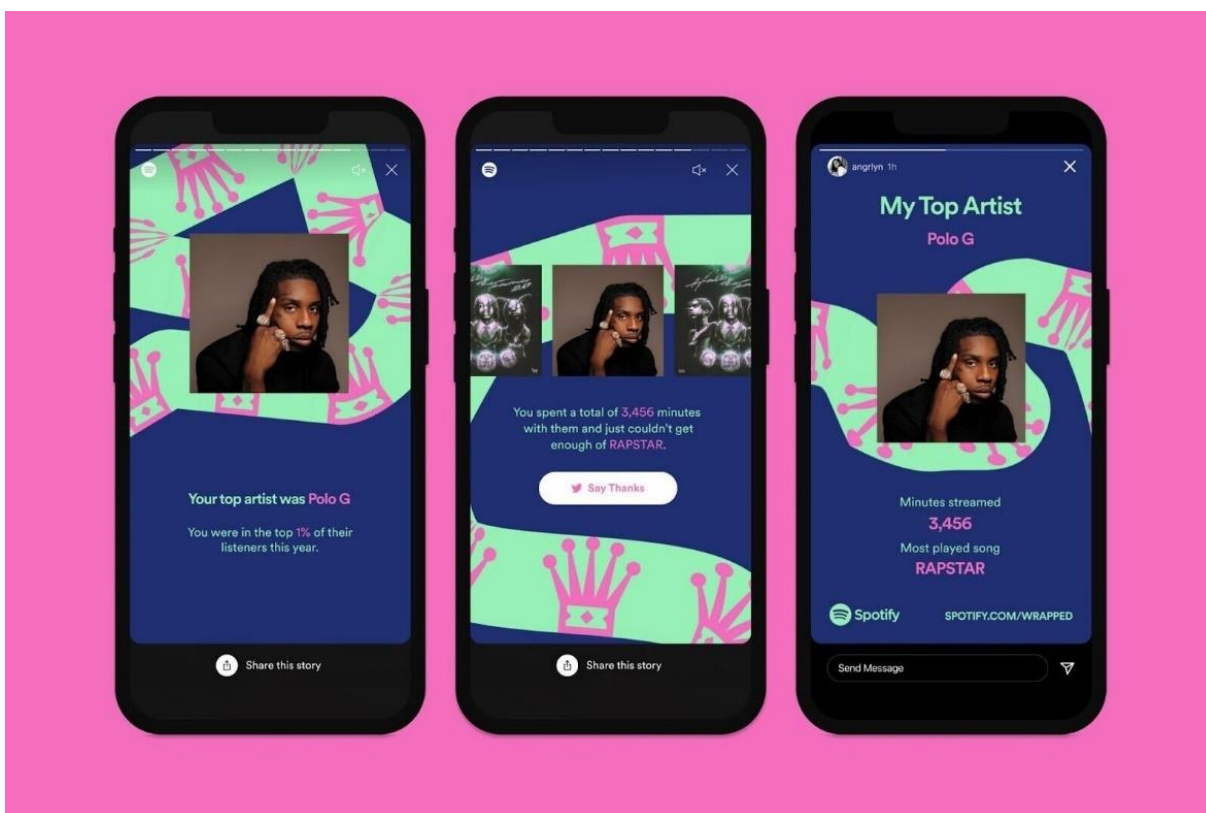 Your top artist was Polo G
You were in the top 1% of their
listeners this year.
Share this story
You spent a total of 3,456 minutes
with them and just couldn't get
enough of RAPSTAR.
Say Thanks
Share this story
angrlyn 1h
My Top Artist
Polo G
Minutes streamed
3,456
Most played song
RAPSTAR
Spotify
SPOTIFY.COM/WRAPPED
Send Message